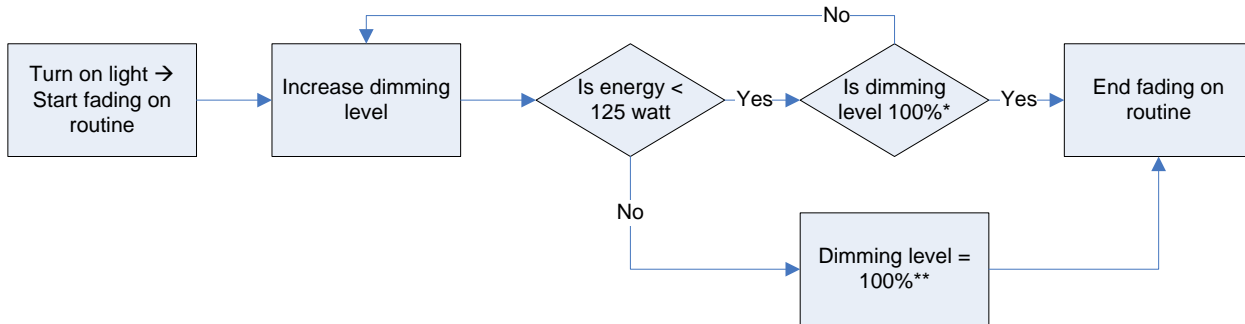 No
Turn on light →
Start fading on
routine
Increase dimming
level
Is energy <
125 watt
Yes
Is dimming
level 100%*
Yes
End fading on
routine
No
Dimming level =
100%**